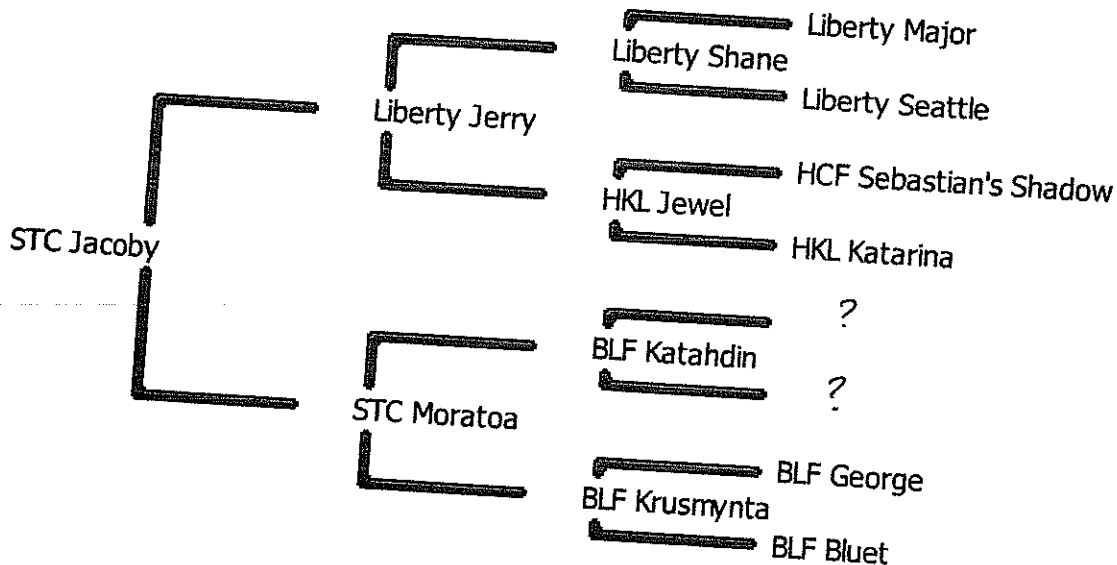 Liberty Major
Liberty Shane
Liberty Seattle
Liberty Jerry
HCF Sebastian's Shadow
HKL Jewel
HKL Katarina
STC Jacoby
?
BLF Katahdin
?
STC Moratoa
BLF George
BLF Krusmynta
BLF Bluet